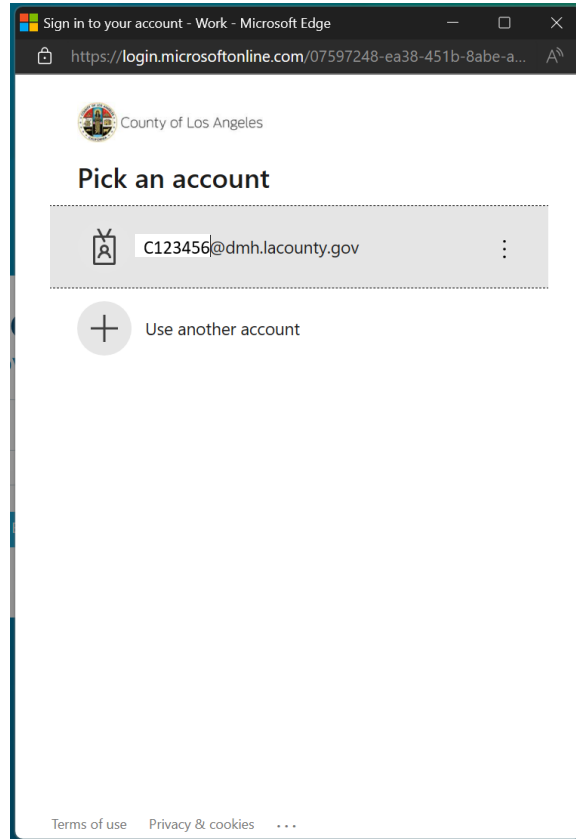 Sign in to your account - Work - Microsoft Edge
https://login.microsoftonline.com/07597248-ea38-451b-8abe-a...
County of Los Angeles
Pick an account
C123456@dmh.lacounty.gov
Use another account
Terms of use Privacy & cookies ...